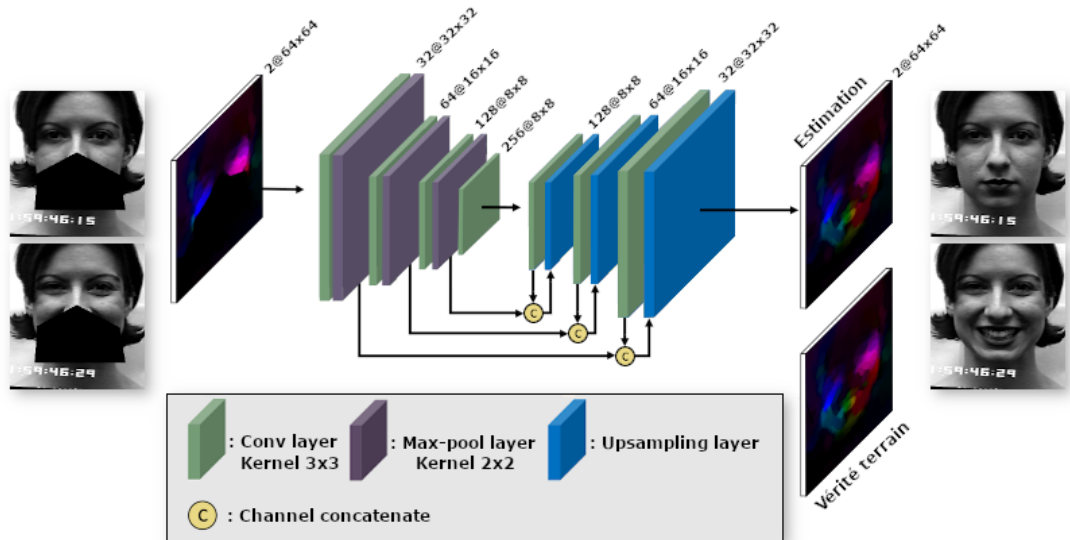 2@64x64
32@32x32
64@16x16
128@8x8
256@8x8
128@8x8
64@16x16
32@32x32
Estimation
2@64x64
Vérité terrain
1:59:46:15
1:59:46:29
1:59:46:15
1:59:46:29
C
C
C
: Conv layer
Kernel 3x3
: Max-pool layer
Kernel 2x2
: Upsampling layer
C : Channel concatenate